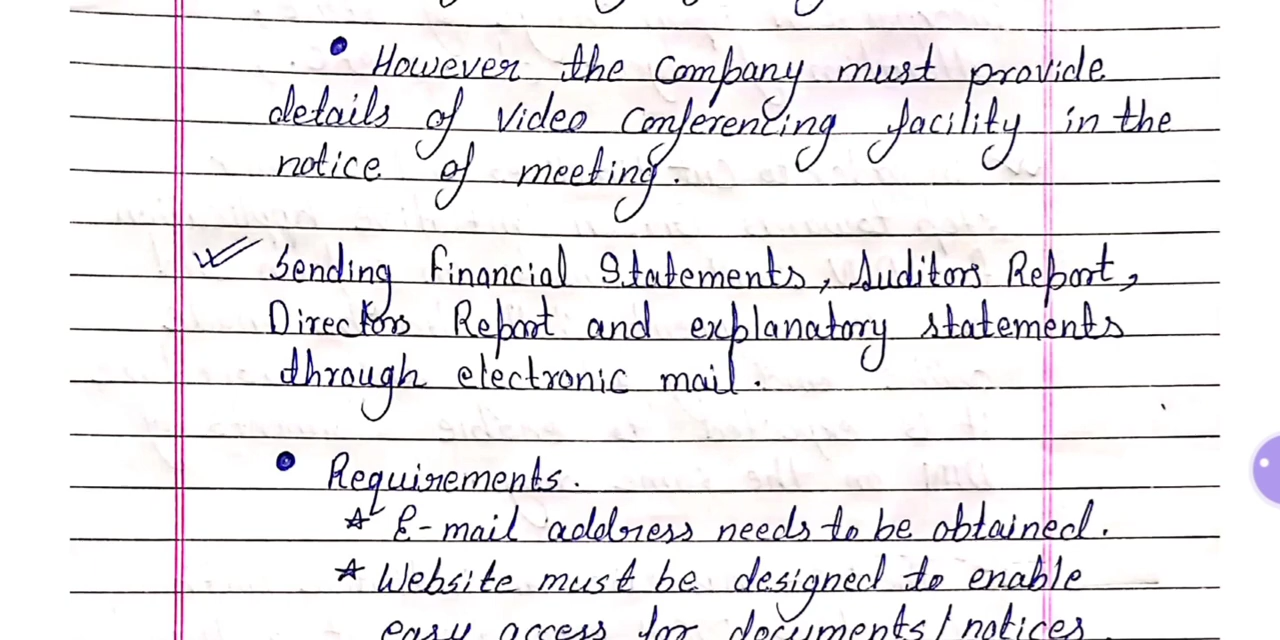 • However the Company must provide
details of video Conferencing facility in the
notice of meeting.
Sending Financial Statements, Auditors Report,
Directors Report and explanatory statements
through electronic mail.
• Requirements.
* E-mail address needs to be obtained.
* Website must be designed to enable
easy access for documents / notices.